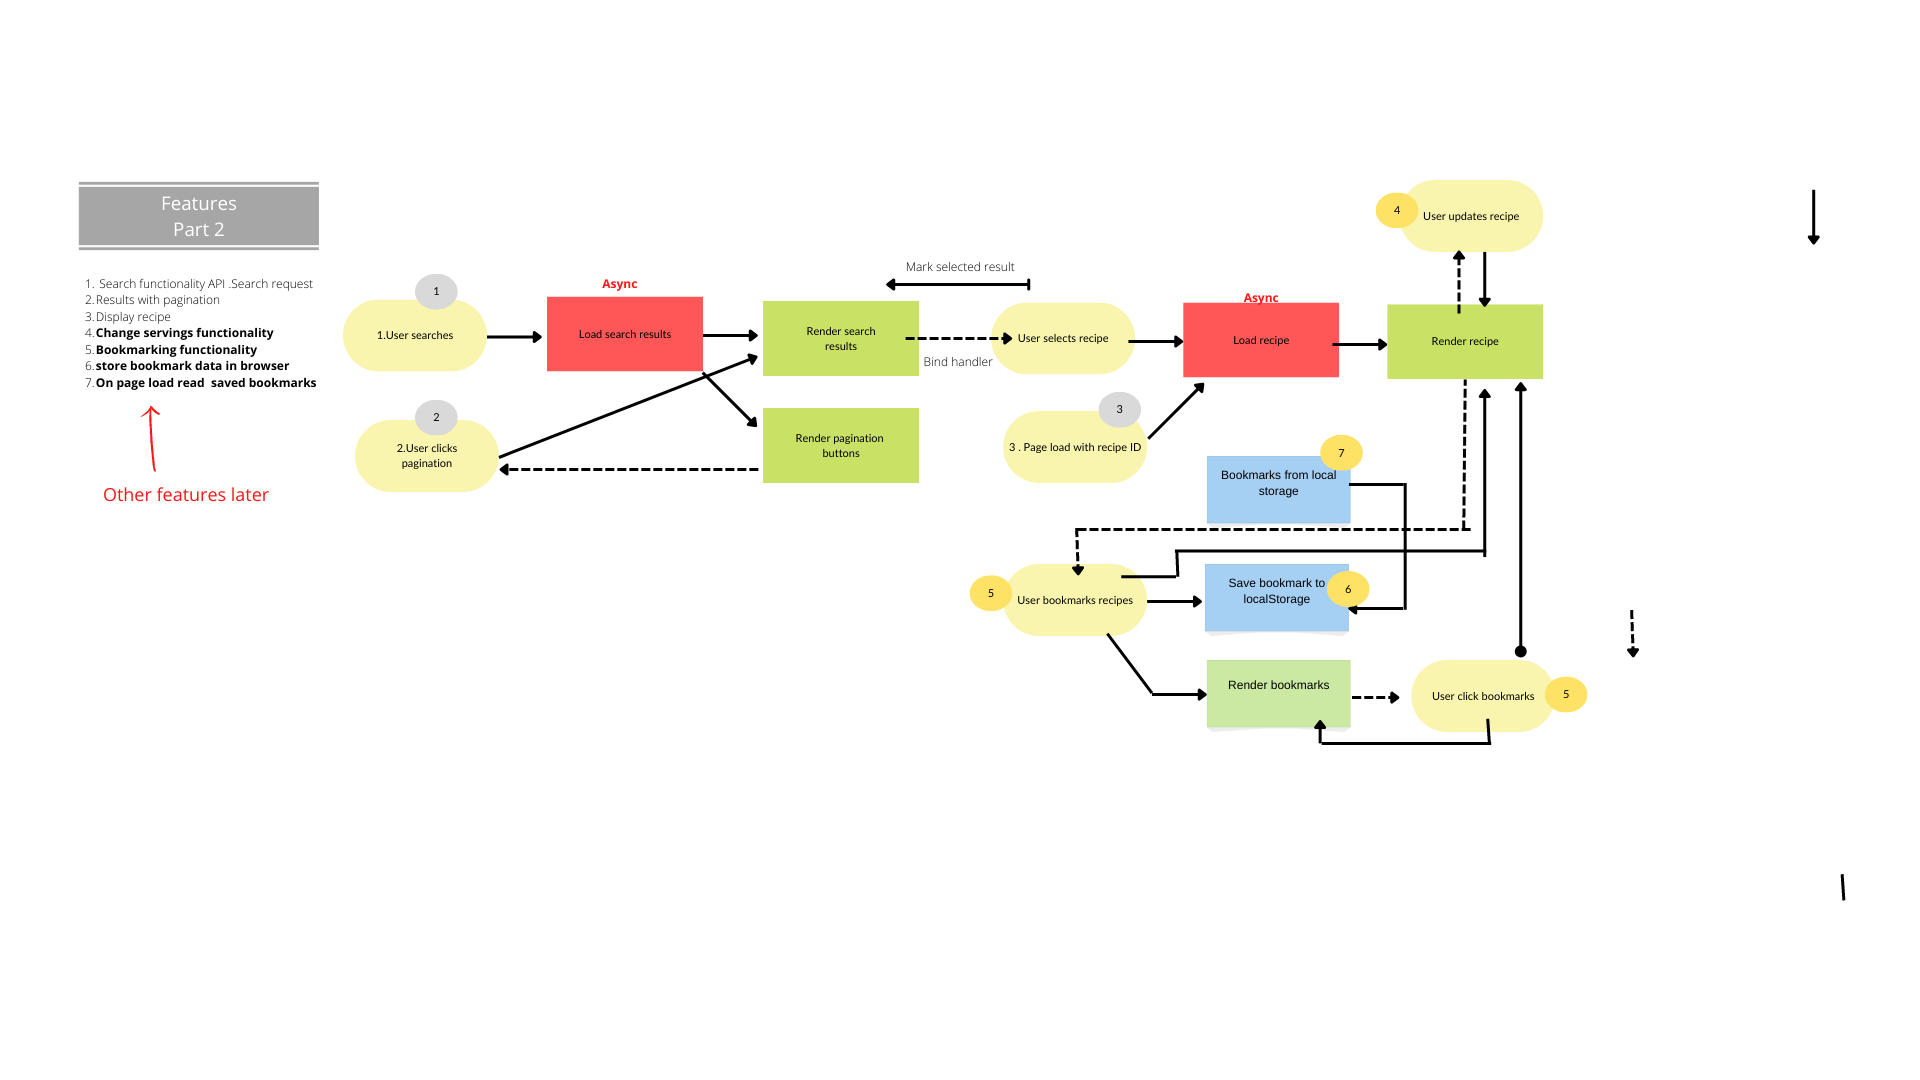 Features
Part 2
1. Search functionality API .Search request
2.Results with pagination
3.Display recipe
4.Change servings functionality
5.Bookmarking functionality
6.store bookmark data in browser
7.On page load read saved bookmarks
Other features later
1
1.User searches
2
2.User clicks
pagination
Async
Load search results
Render search
results
Render pagination
buttons
Mark selected result
Bind handler
User selects recipe
3
3 . Page load with recipe ID
Async
Load recipe
4
User updates recipe
Render recipe
7
Bookmarks from local
storage
5
User bookmarks recipes
Save bookmark to
localStorage
6
Render bookmarks
User click bookmarks
5